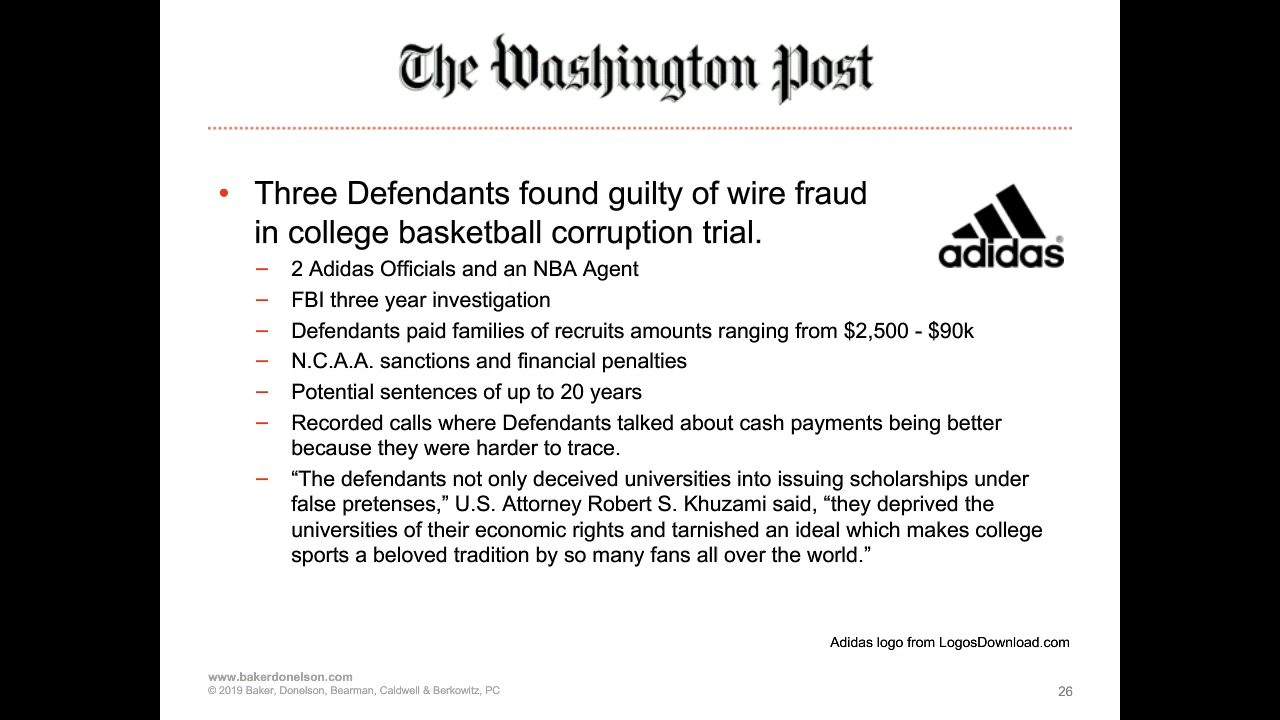 The Washington Post
• Three Defendants found guilty of wire fraud
in college basketball corruption trial.
adidas®
– 2 Adidas Officials and an NBA Agent
– FBI three year investigation
– Defendants paid families of recruits amounts ranging from $2,500 - $90k
– N.C.A.A. sanctions and financial penalties
– Potential sentences of up to 20 years
– Recorded calls where Defendants talked about cash payments being better
because they were harder to trace.
– “The defendants not only deceived universities into issuing scholarships under
false pretenses,” U.S. Attorney Robert S. Khuzami said, “they deprived the
universities of their economic rights and tarnished an ideal which makes college
sports a beloved tradition by so many fans all over the world.”
Adidas logo from LogosDownload.com
www.bakerdonelson.com
© 2019 Baker, Donelson, Bearman, Caldwell & Berkowitz, PC
26